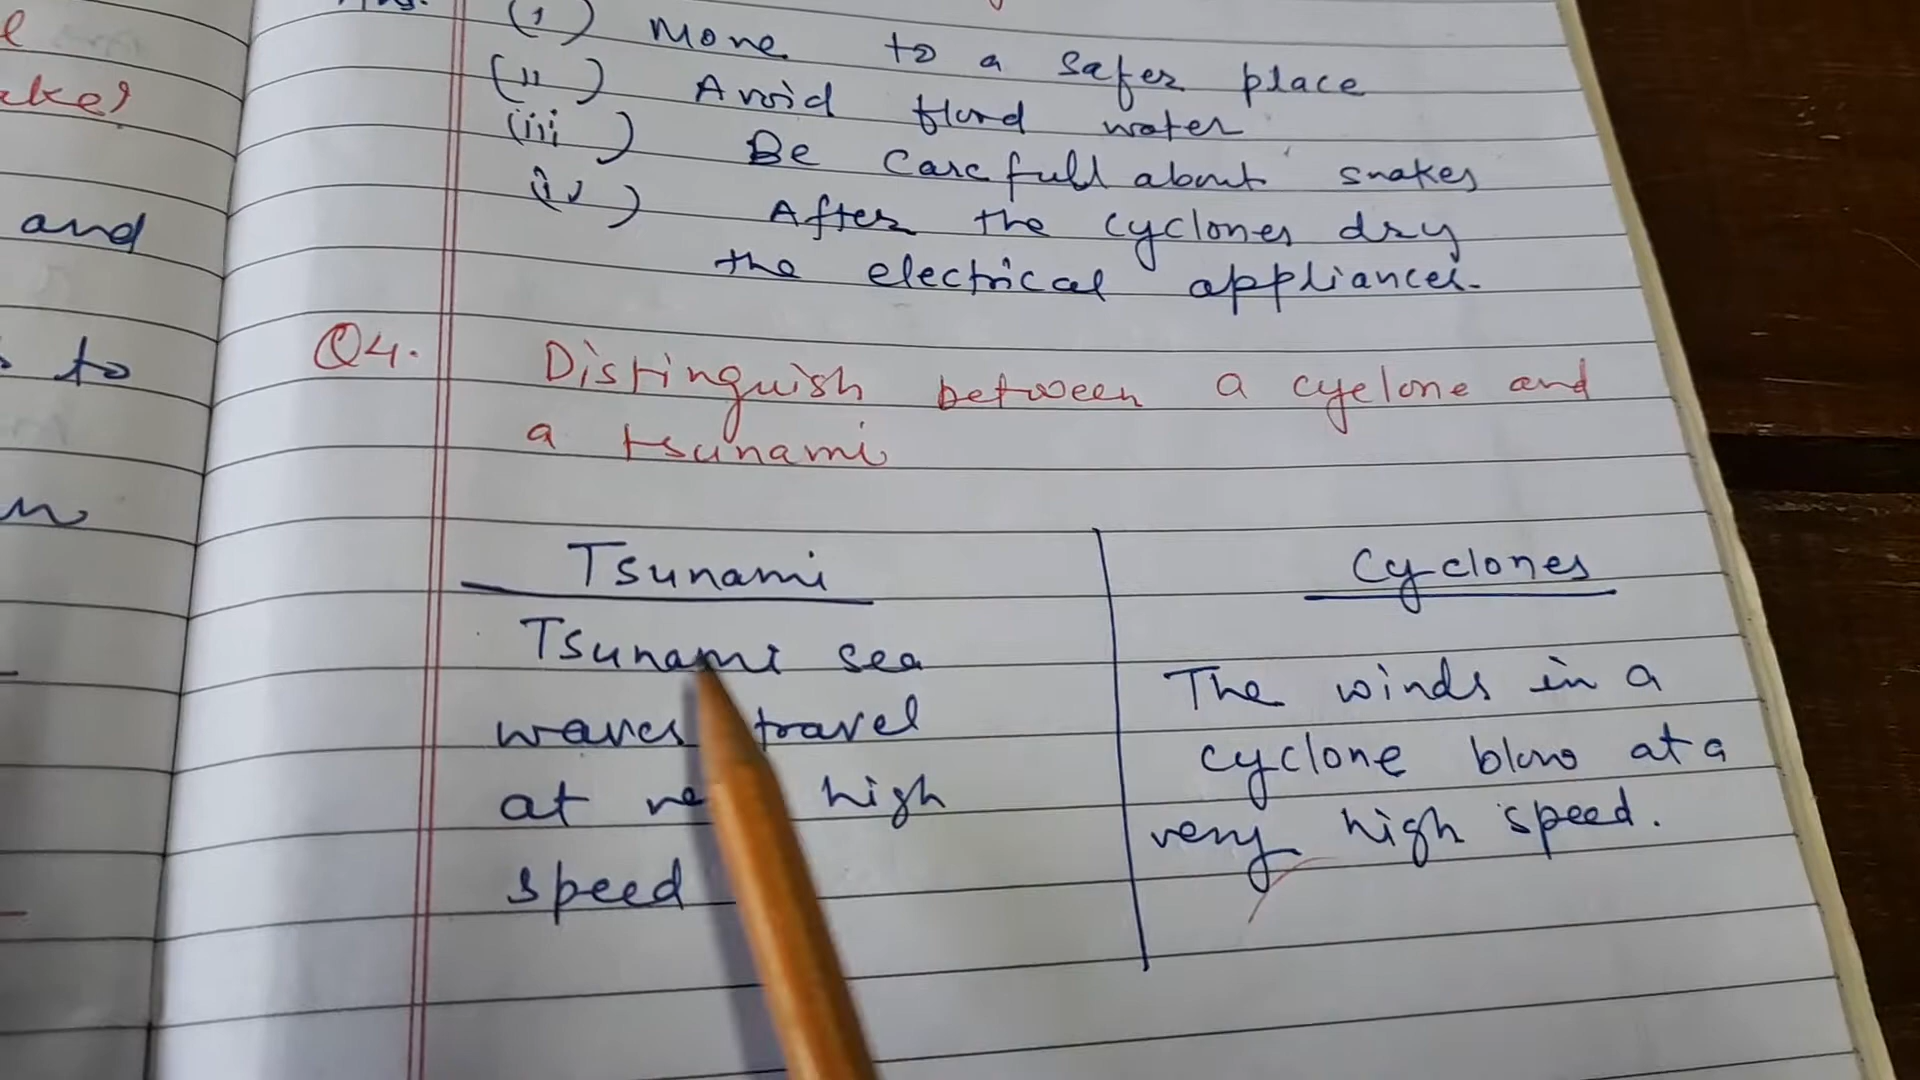 and
to
(i) Move to a safer place
(ii) Avoid flood water
(iii) Be carefull about snakes
(iv) After the cyclones dry
the electrical appliances.
Q4. Distinguish between a cyclone and
a tsunami
Tsunami
Tsunami sea
waves travel
at high
speed
Cyclones
The winds in a
cyclone blow at a
very high speed.